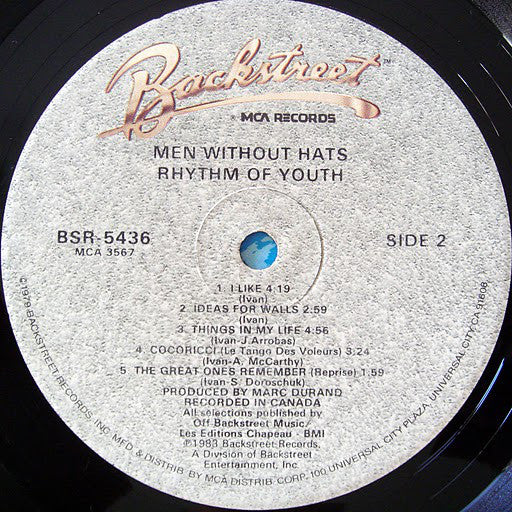 Backstreet™
MCA RECORDS
MEN WITHOUT HATS
RHYTHM OF YOUTH
BSR-5436
MCA 3567
SIDE 2
1. I LIKE 4:19
(Ivan)
2. IDEAS FOR WALLS 2:59
(Ivan)
3. THINGS IN MY LIFE 4:56
(Ivan-J.Arrobas)
4. COCORICCI (Le Tango Des Voleurs) 3:24
(Ivan-A. McCarthy)
5. THE GREAT ONES REMEMBER (Reprise) 1:59
(Ivan-S. Doroschuk)
PRODUCED BY MARC DURAND
RECORDED IN CANADA
All selections published by
Off Backstreet Music/
Les Editions Chapeau - BMI
℗1983 Backstreet Records,
A Division of Backstreet
Entertainment, Inc.
©1979 BACKSTREET RECORDS, INC. MFD & DISTRIB. BY MCA DISTRIB. CORP., 100 UNIVERSAL CITY PLAZA, UNIVERSAL CITY, CA 91608